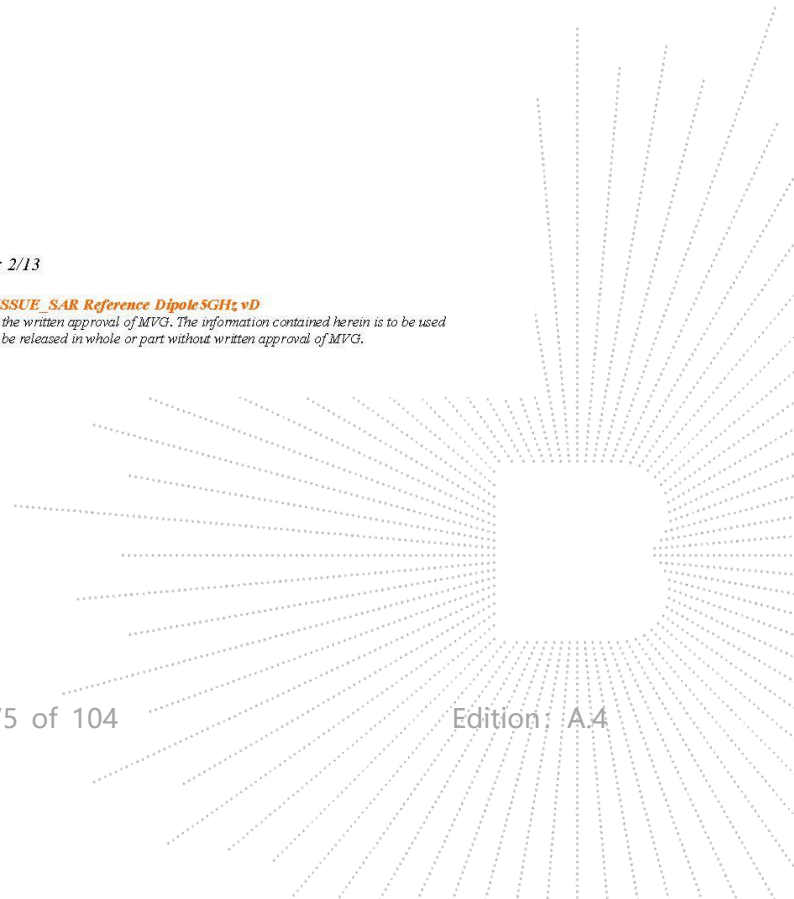 : 2/13
SSUE_SAR Reference Dipole5GHz vD
the written approval of MVG. The information contained herein is to be used
be released in whole or part without written approval of MVG.
5 of 104
Edition: A.4